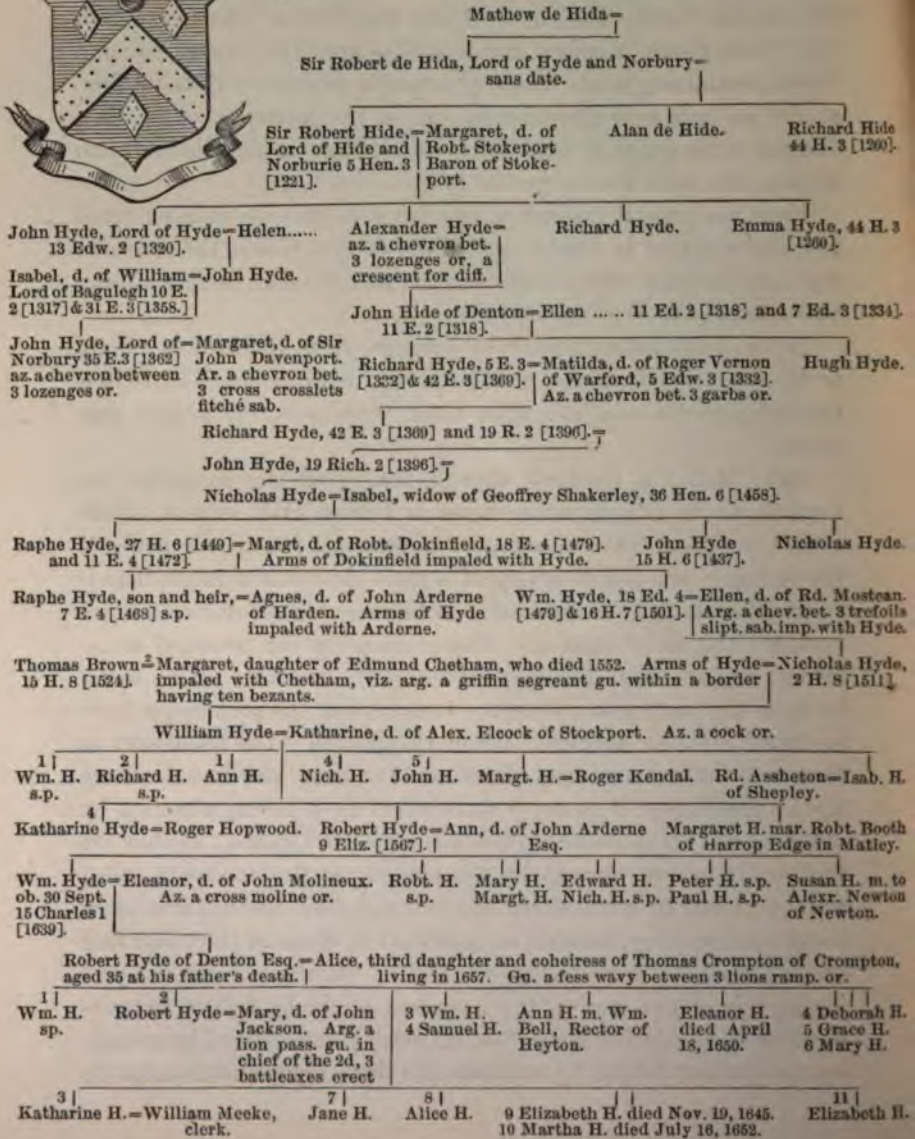 Mathew de Hida=
Sir Robert de Hida, Lord of Hyde and Norbury=
sans date.
Sir Robert Hide,=Margaret, d. of
Lord of Hide and Robt. Stokeport
Norburie 5 Hen. 3 Baron of Stoke-
[1221]. port.
Alan de Hide.
Richard Hide
44 H. 3 [1260].
John Hyde, Lord of Hyde=Helen......
13 Edw. 2 [1320].
Alexander Hyde=
az. a chevron bet.
3 lozenges or, a
crescent for diff.
Richard Hyde.
Emma Hyde, 44 H. 3
[1260].
Isabel, d. of William=John Hyde.
Lord of Bagulegh 10 E.
2 [1317] & 31 E. 3 [1358.]
John Hide of Denton=Ellen ..... 11 Ed. 2 [1318] and 7 Ed. 3 [1334].
11 E. 2 [1318].
John Hyde, Lord of=Margaret, d. of Sir
Norbury 35 E.3 [1362] John Davenport.
az. a chevron between Ar. a chevron bet.
3 lozenges or. 3 cross crosslets
fitché sab.
Richard Hyde, 5 E. 3=Matilda, d. of Roger Vernon
[1332] & 42 E. 3 [1369]. of Warford, 5 Edw. 3 [1332].
Az. a chevron bet. 3 garbs or.
Hugh Hyde.
Richard Hyde, 42 E. 3 [1369] and 19 R. 2 [1396].=
John Hyde, 19 Rich. 2 [1396].=
Nicholas Hyde=Isabel, widow of Geoffrey Shakerley, 36 Hen. 6 [1458].
Raphe Hyde, 27 H. 6 [1449]=Margt, d. of Robt. Dokinfield, 18 E. 4 [1479].
and 11 E. 4 [1472]. Arms of Dokinfield impaled with Hyde.
John Hyde
15 H. 6 [1437].
Nicholas Hyde.
Raphe Hyde, son and heir,=Agnes, d. of John Arderne
7 E. 4 [1468] s.p. of Harden. Arms of Hyde
impaled with Arderne.
Wm. Hyde, 18 Ed. 4=Ellen, d. of Rd. Mostean.
[1479] & 16 H. 7 [1501]. Arg. a chev. bet. 3 trefoils
slipt. sab. imp. with Hyde.
Thomas Brown=2 Margaret, daughter of Edmund Chetham, who died 1552. Arms of Hyde=Nicholas Hyde,
15 H. 8 [1524]. impaled with Chetham, viz. arg. a griffin segreant gu. within a border 2 H. 8 [1511].
having ten bezants.
William Hyde=Katharine, d. of Alex. Elcock of Stockport. Az. a cock or.
1 2 1 4 5
Wm. H. Richard H. Ann H. Nich. H. John H. Margt. H.=Roger Kendal. Rd. Assheton=Isab. H.
s.p. s.p. of Shepley.
4
Katharine Hyde=Roger Hopwood. Robert Hyde=Ann, d. of John Arderne Margaret H. mar. Robt. Booth
9 Eliz. [1567]. Esq. of Harrop Edge in Matley.
Wm. Hyde=Eleanor, d. of John Molineux. Robt. H. Mary H. Edward H. Peter H. s.p. Susan H. m. to
ob. 30 Sept. Az. a cross moline or. s.p. Margt. H. Nich. H. s.p. Paul H. s.p. Alexr. Newton
15 Charles 1 of Newton.
[1639].
Robert Hyde of Denton Esq.=Alice, third daughter and coheiress of Thomas Crompton of Crompton,
aged 35 at his father's death. living in 1657. Gu. a fess wavy between 3 lions ramp. or.
1 2
Wm. H. Robert Hyde=Mary, d. of John 3 Wm. H. Ann H. m. Wm. Eleanor H. 4 Deborah H.
sp. Jackson. Arg. a 4 Samuel H. Bell, Rector of died April 5 Grace H.
lion pass. gu. in Heyton. 18, 1650. 6 Mary H.
chief of the 2d, 3
battleaxes erect
3 7 8 11
Katharine H.=William Meeke, Jane H. Alice H. 9 Elizabeth H. died Nov. 19, 1645. Elizabeth H.
clerk. 10 Martha H. died July 16, 1652.